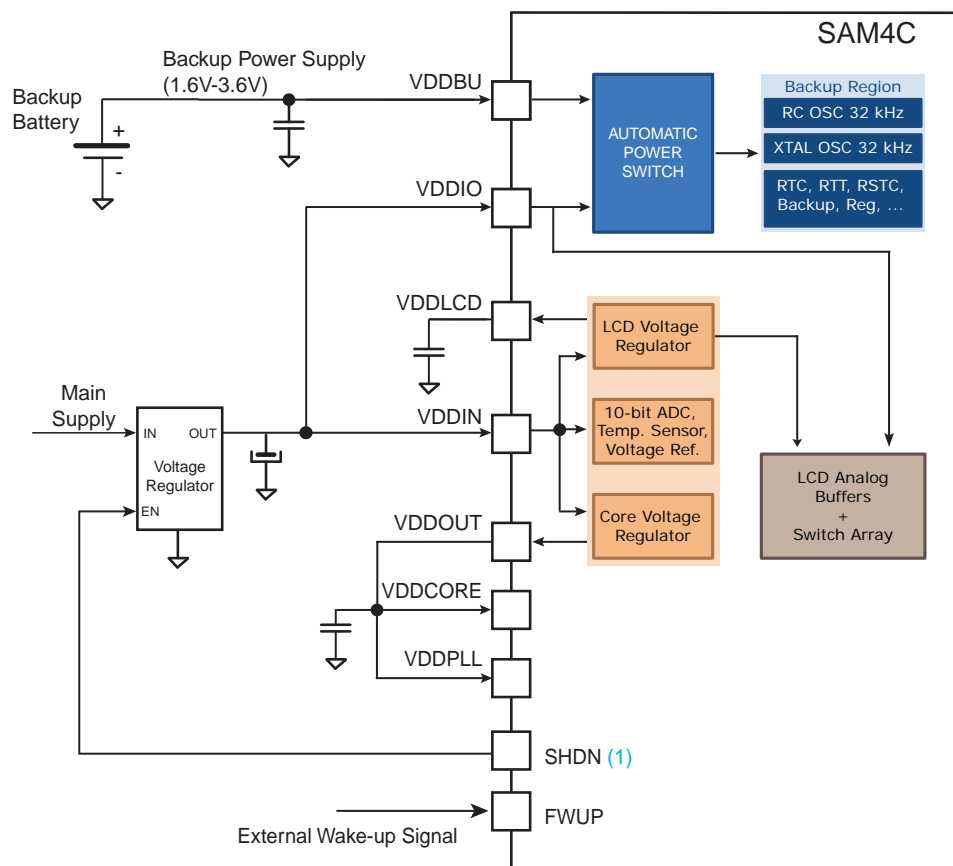 SAM4C
Backup Power Supply
(1.6V-3.6V)
VDDBU
Backup
Battery
+
-
AUTOMATIC
POWER
SWITCH
Backup Region
RC OSC 32 kHz
XTAL OSC 32 kHz
RTC, RTT, RSTC,
Backup, Reg, ...
VDDIO
VDDLCD
LCD Voltage
Regulator
Main
Supply
IN
OUT
Voltage
Regulator
EN
VDDIN
10-bit ADC,
Temp. Sensor,
Voltage Ref.
LCD Analog
Buffers
+
Switch Array
VDDOUT
Core Voltage
Regulator
VDDCORE
VDDPLL
SHDN (1)
FWUP
External Wake-up Signal